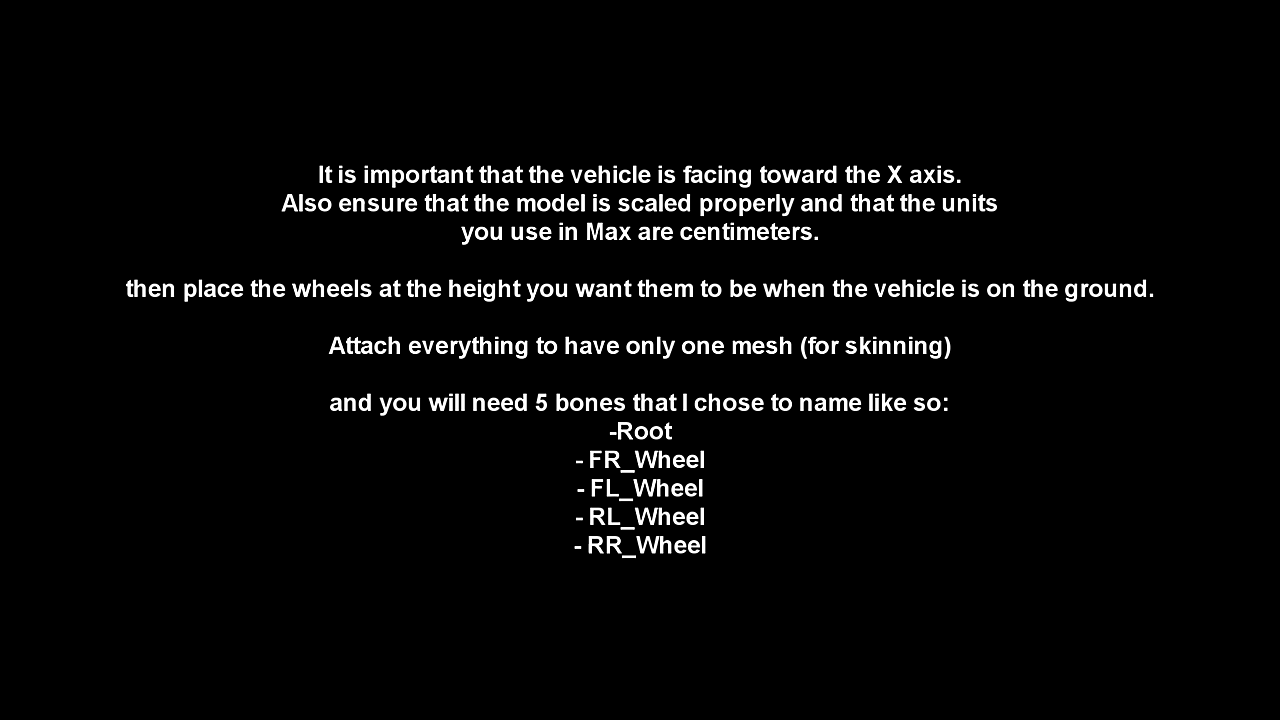 It is important that the vehicle is facing toward the X axis.
Also ensure that the model is scaled properly and that the units
you use in Max are centimeters.
then place the wheels at the height you want them to be when the vehicle is on the ground.
Attach everything to have only one mesh (for skinning)
and you will need 5 bones that I chose to name like so:
-Root
- FR_Wheel
- FL_Wheel
- RL_Wheel
- RR_Wheel